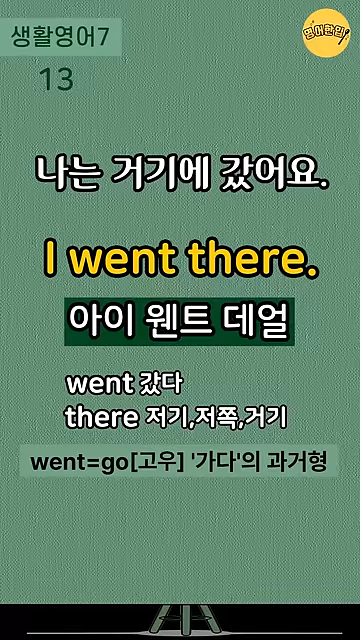 생활영어7
영어한입
13
나는 거기에 갔어요.
I went there.
아이 웬트 데얼
went 갔다
there 저기,저쪽,거기
went=go[고우] '가다'의 과거형